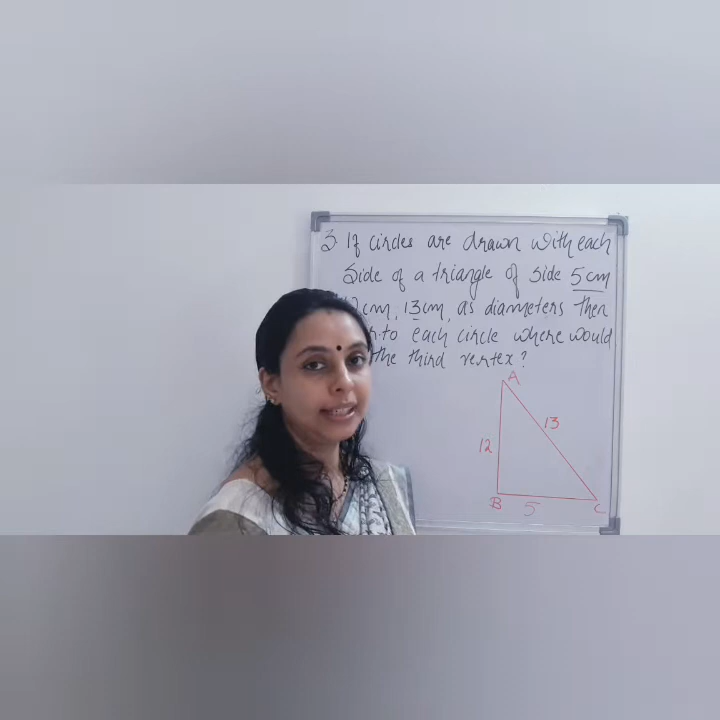 3. If circles are drawn with each
Side of a triangle of side 5cm
cm, 13cm, as diameters then
to each circle where would
the third vertex?
A
13
12
B
5
C